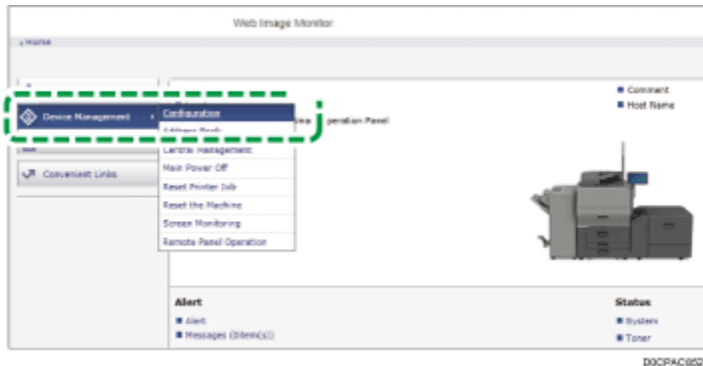 Web Image Monitor
Home
Comment
Host Name
Device Management
Configuration
peration Panel
Address Book
Central Management
Convenient Links
Main Power Off
Reset Printer Job
Reset the Machine
Screen Monitoring
Remote Panel Operation
Alert
Status
Alert
System
Messages (0item(s))
Toner
D0CPAC052